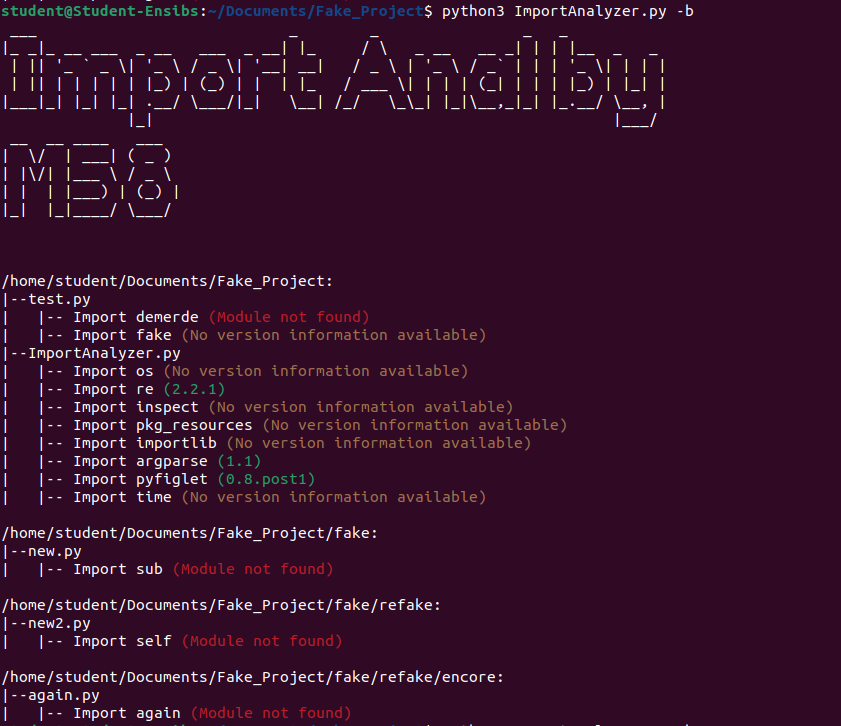 student@Student-Ensibs:~/Documents/Fake_Project$ python3 ImportAnalyzer.py -b
Import Analby
M58
/home/student/Documents/Fake_Project:
|--test.py
|   |-- Import demerde (Module not found)
|   |-- Import fake (No version information available)
|--ImportAnalyzer.py
|   |-- Import os (No version information available)
|   |-- Import re (2.2.1)
|   |-- Import inspect (No version information available)
|   |-- Import pkg_resources (No version information available)
|   |-- Import importlib (No version information available)
|   |-- Import argparse (1.1)
|   |-- Import pyfiglet (0.8.post1)
|   |-- Import time (No version information available)
/home/student/Documents/Fake_Project/fake:
|--new.py
|   |-- Import sub (Module not found)
/home/student/Documents/Fake_Project/fake/refake:
|--new2.py
|   |-- Import self (Module not found)
/home/student/Documents/Fake_Project/fake/refake/encore:
|--again.py
|   |-- Import again (Module not found)